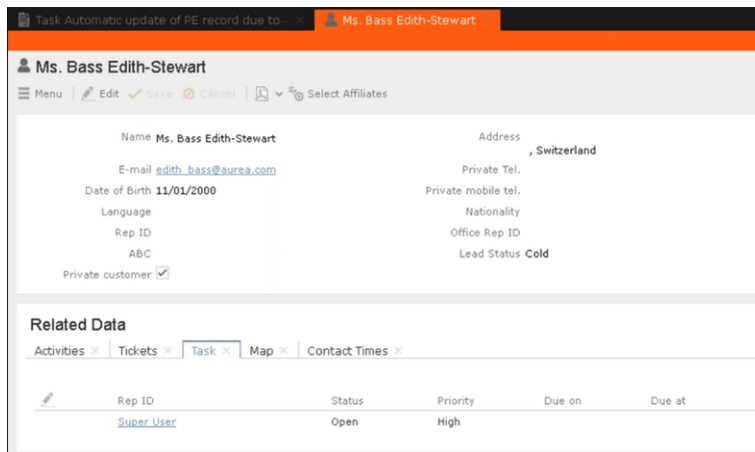 Task Automatic update of PE record due to... × Ms. Bass Edith-Stewart
Ms. Bass Edith-Stewart
Menu Edit Save Cancel Select Affiliates
Name Ms. Bass Edith-Stewart Address
, Switzerland
E-mail edith_bass@aurea.com Private Tel.
Date of Birth 11/01/2000 Private mobile tel.
Language Nationality
Rep ID Office Rep ID
ABC Lead Status Cold
Private customer
Related Data
Activities × Tickets × Task × Map × Contact Times ×
Rep ID Status Priority Due on Due at
Super User Open High